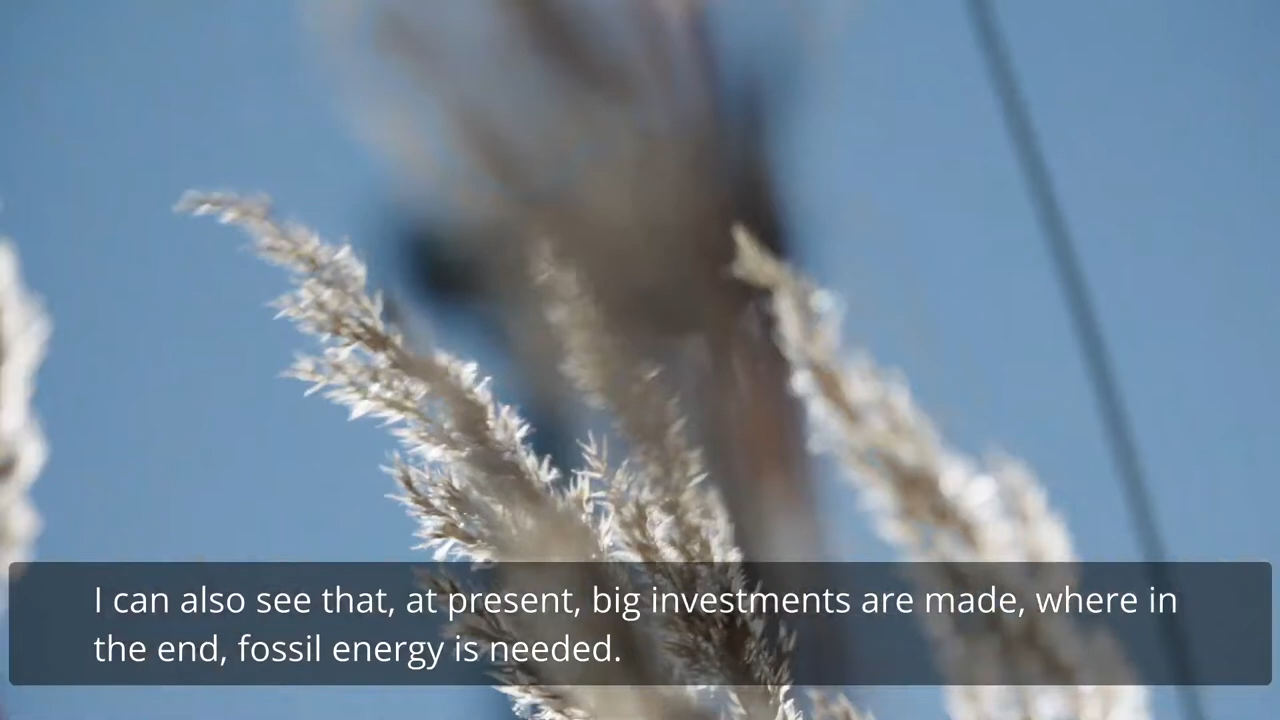 I can also see that, at present, big investments are made, where in
the end, fossil energy is needed.